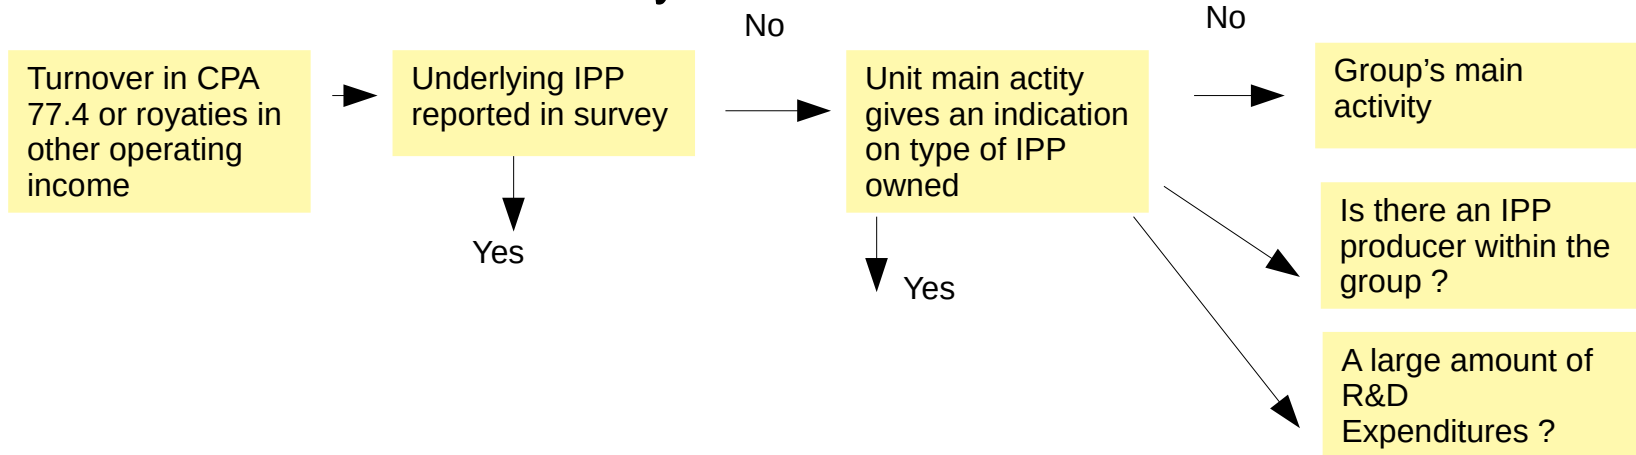 No
No
Turnover in CPA
77.4 or royaties in
other operating
income
Underlying IPP
reported in survey
Yes
Unit main actity
gives an indication
on type of IPP
owned
Yes
Group’s main
activity
Is there an IPP
producer within the
group ?
A large amount of
R&D
Expenditures ?